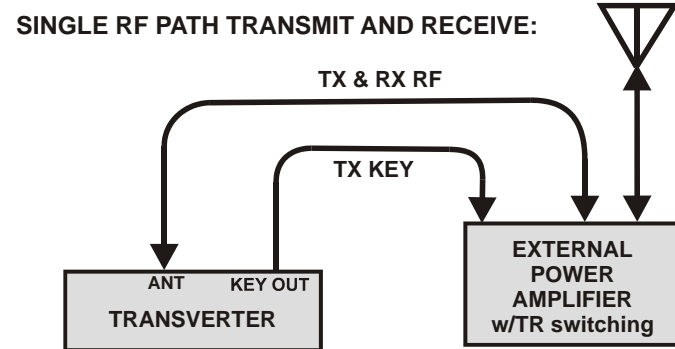 SINGLE RF PATH TRANSMIT AND RECEIVE:
TX & RX RF
TX KEY
ANT
KEY OUT
TRANSVERTER
EXTERNAL
POWER
AMPLIFIER
w/TR switching